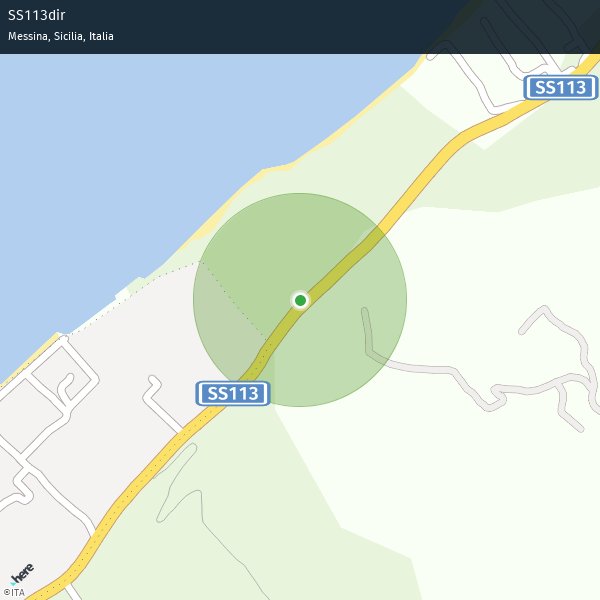 SS113dir
Messina, Sicilia, Italia
SS113
SS113
here
©ITA